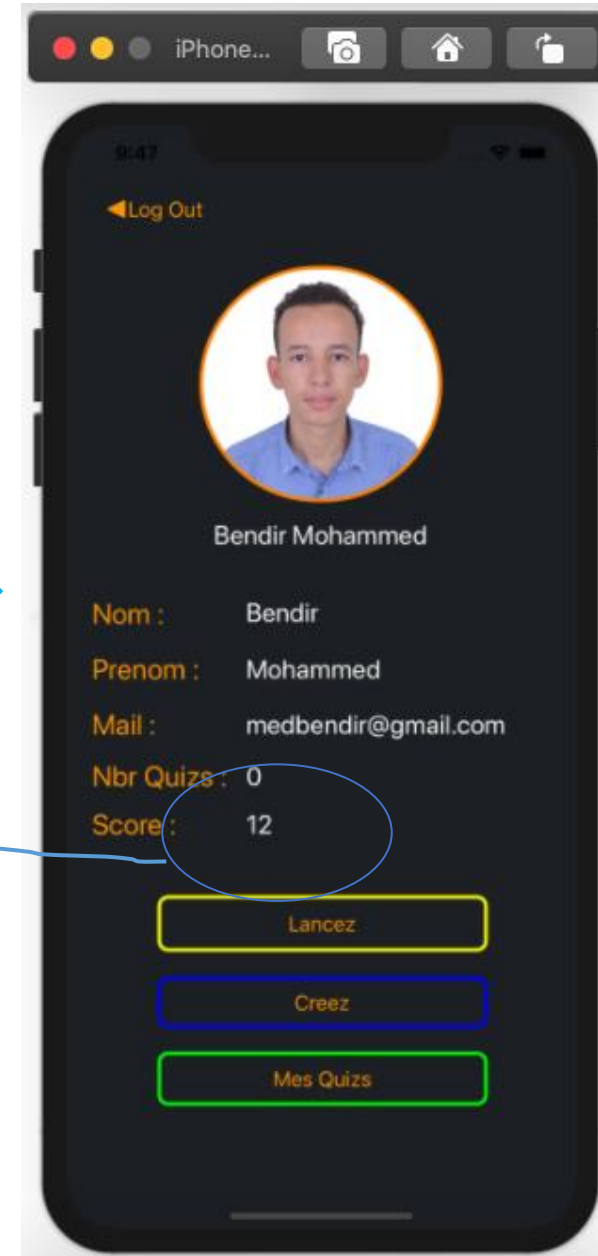 iPhone...
9:47
◀Log Out
Bendir Mohammed
Nom : Bendir
Prenom : Mohammed
Mail : medbendir@gmail.com
Nbr Quizs : 0
Score : 12
Lancez
Creez
Mes Quizs